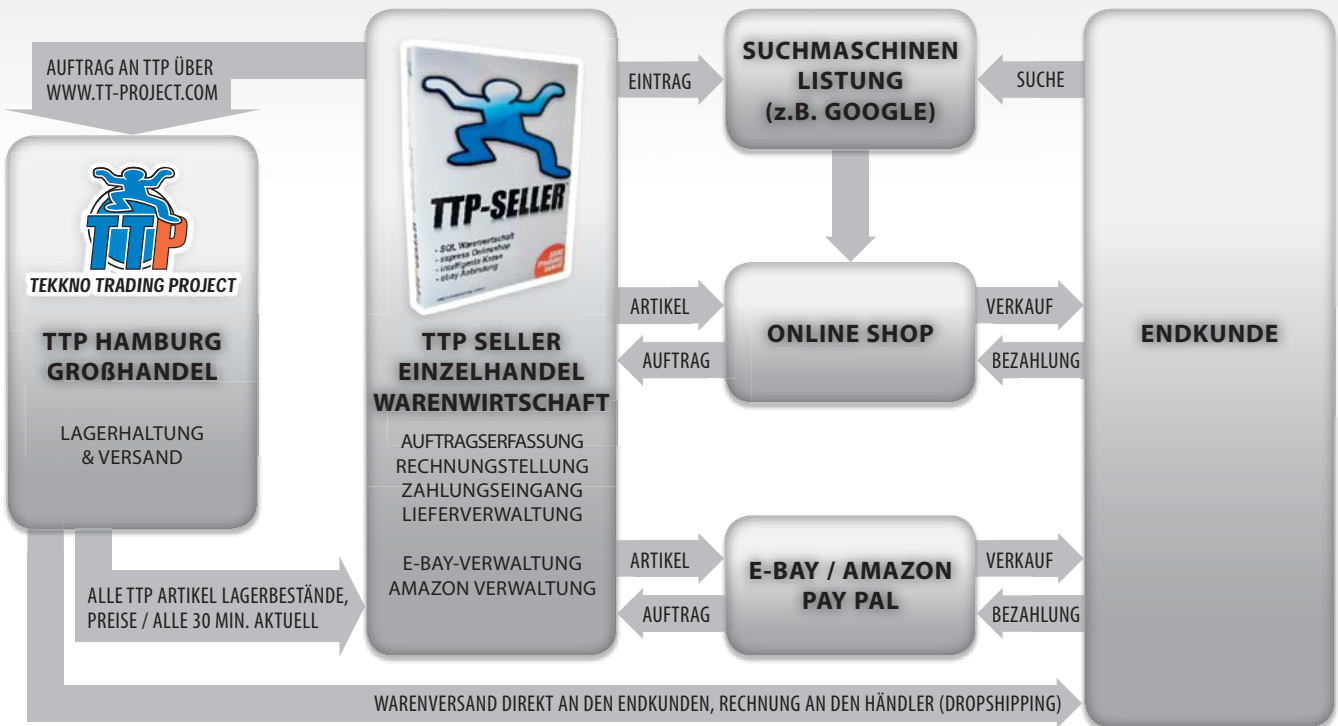 AUFTRAG AN TTP ÜBER
WWW.TT-PROJECT.COM
TTP
TEKKNO TRADING PROJECT
TTP HAMBURG
GROßHANDEL
LAGERHALTUNG
& VERSAND
ALLE TTP ARTIKEL LAGERBESTÄNDE,
PREISE / ALLE 30 MIN. AKTUELL
TTP-SELLER
- SQL Warenwirtschaft
- express Onlineshop
- intelligente Kasse
- ebay Anbindung
TTP SELLER
EINZELHANDEL
WARENWIRTSCHAFT
AUFTRAGSERFASSUNG
RECHNUNGSTELLUNG
ZAHLUNGSEINGANG
LIEFERVERWALTUNG
E-BAY-VERWALTUNG
AMAZON VERWALTUNG
EINTRAG
SUCHMASCHINEN
LISTUNG
(z.B. GOOGLE)
SUCHE
ARTIKEL
AUFTRAG
ONLINE SHOP
VERKAUF
BEZAHLUNG
ENDKUNDE
ARTIKEL
AUFTRAG
E-BAY / AMAZON
PAY PAL
VERKAUF
BEZAHLUNG
WARENVERSAND DIREKT AN DEN ENDKUNDEN, RECHNUNG AN DEN HÄNDLER (DROPSHIPPING)